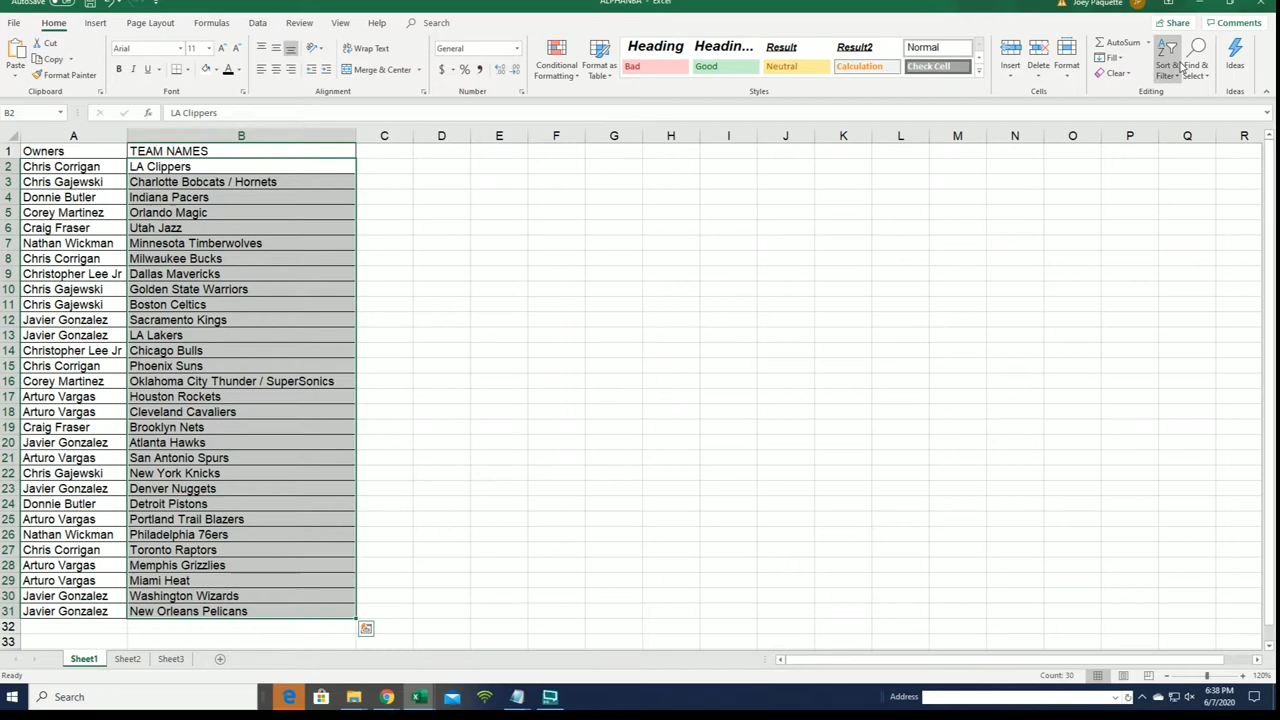 AutoSave
ALPHANBA - Excel
Joey Paquette JP
File Home Insert Page Layout Formulas Data Review View Help Search Share Comments
Paste Cut Copy Format Painter Clipboard
Arial 11 A A B I U A Font
Wrap Text Merge & Center Alignment
General $ % Number
Conditional Formatting Format as Table Heading Headin... Result Result2 Normal
Bad Good Neutral Calculation Check Cell Styles
Insert Delete Format Cells
AutoSum Fill Clear Sort & Filter Find & Select Editing
Ideas Ideas
B2 fx LA Clippers
A B C D E F G H I J K L M N O P Q R
1 Owners TEAM NAMES
2 Chris Corrigan LA Clippers
3 Chris Gajewski Charlotte Bobcats / Hornets
4 Donnie Butler Indiana Pacers
5 Corey Martinez Orlando Magic
6 Craig Fraser Utah Jazz
7 Nathan Wickman Minnesota Timberwolves
8 Chris Corrigan Milwaukee Bucks
9 Christopher Lee Jr Dallas Mavericks
10 Chris Gajewski Golden State Warriors
11 Chris Gajewski Boston Celtics
12 Javier Gonzalez Sacramento Kings
13 Javier Gonzalez LA Lakers
14 Christopher Lee Jr Chicago Bulls
15 Chris Corrigan Phoenix Suns
16 Corey Martinez Oklahoma City Thunder / SuperSonics
17 Arturo Vargas Houston Rockets
18 Arturo Vargas Cleveland Cavaliers
19 Craig Fraser Brooklyn Nets
20 Javier Gonzalez Atlanta Hawks
21 Arturo Vargas San Antonio Spurs
22 Chris Gajewski New York Knicks
23 Javier Gonzalez Denver Nuggets
24 Donnie Butler Detroit Pistons
25 Arturo Vargas Portland Trail Blazers
26 Nathan Wickman Philadelphia 76ers
27 Chris Corrigan Toronto Raptors
28 Arturo Vargas Memphis Grizzlies
29 Arturo Vargas Miami Heat
30 Javier Gonzalez Washington Wizards
31 Javier Gonzalez New Orleans Pelicans
32
33
Sheet1 Sheet2 Sheet3
Ready Count: 30 120%
Search Address 6:38 PM
6/7/2020